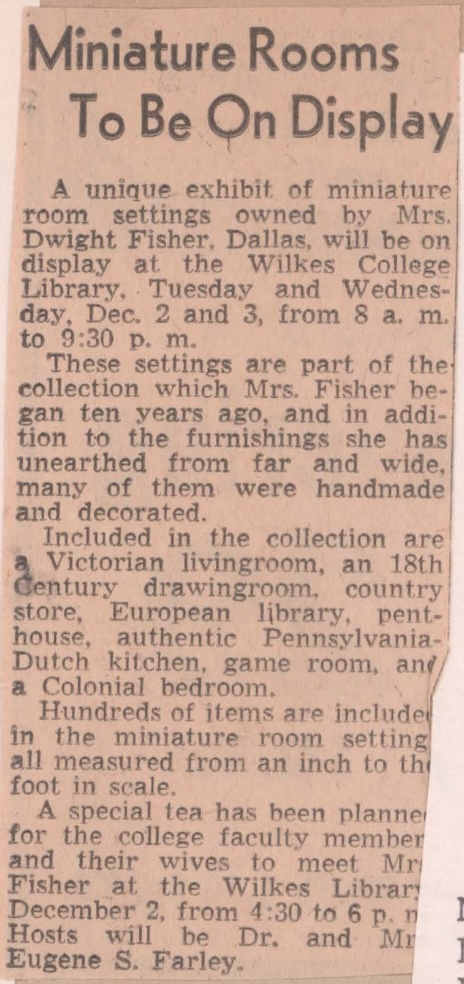 Miniature Rooms
To Be On Display
A unique exhibit of miniature
room settings owned by Mrs.
Dwight Fisher, Dallas, will be on
display at the Wilkes College
Library, Tuesday and Wednes-
day, Dec. 2 and 3, from 8 a. m.
to 9:30 p. m.
These settings are part of the
collection which Mrs. Fisher be-
gan ten years ago, and in addi-
tion to the furnishings she has
unearthed from far and wide,
many of them were handmade
and decorated.
Included in the collection are
a Victorian livingroom, an 18th
Century drawingroom, country
store, European library, pent-
house, authentic Pennsylvania-
Dutch kitchen, game room, and
a Colonial bedroom.
Hundreds of items are include
in the miniature room setting
all measured from an inch to the
foot in scale.
A special tea has been planne
for the college faculty member
and their wives to meet Mr
Fisher at the Wilkes Librar
December 2, from 4:30 to 6 p.
Hosts will be Dr. and Mr
Eugene S. Farley.